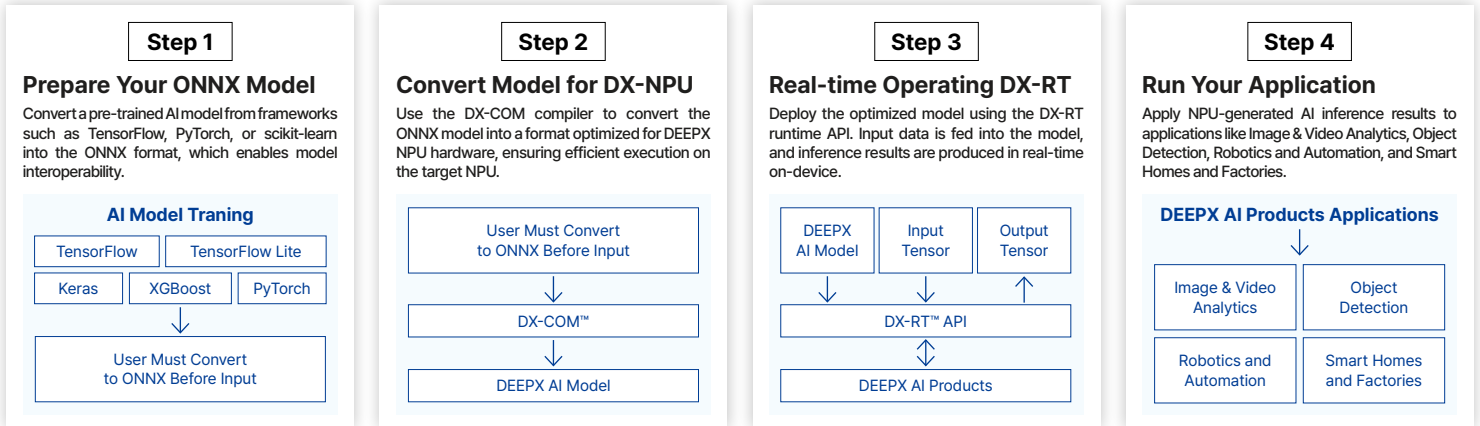 Step 1
Prepare Your ONNX Model
Convert a pre-trained AI model from frameworks
such as TensorFlow, PyTorch, or scikit-learn
into the ONNX format, which enables model
interoperability.
AI Model Traning
TensorFlow
TensorFlow Lite
Keras
XGBoost
PyTorch
User Must Convert
to ONNX Before Input
Step 2
Convert Model for DX-NPU
Use the DX-COM compiler to convert the
ONNX model into a format optimized for DEEPX
NPU hardware, ensuring efficient execution on
the target NPU.
User Must Convert
to ONNX Before Input
DX-COM™
DEEPX AI Model
Step 3
Real-time Operating DX-RT
Deploy the optimized model using the DX-RT
runtime API. Input data is fed into the model,
and inference results are produced in real-time
on-device.
DEEPX
AI Model
Input
Tensor
Output
Tensor
DX-RT™ API
DEEPX AI Products
Step 4
Run Your Application
Apply NPU-generated AI inference results to
applications like Image & Video Analytics, Object
Detection, Robotics and Automation, and Smart
Homes and Factories.
DEEPX AI Products Applications
Image & Video
Analytics
Object
Detection
Robotics and
Automation
Smart Homes
and Factories